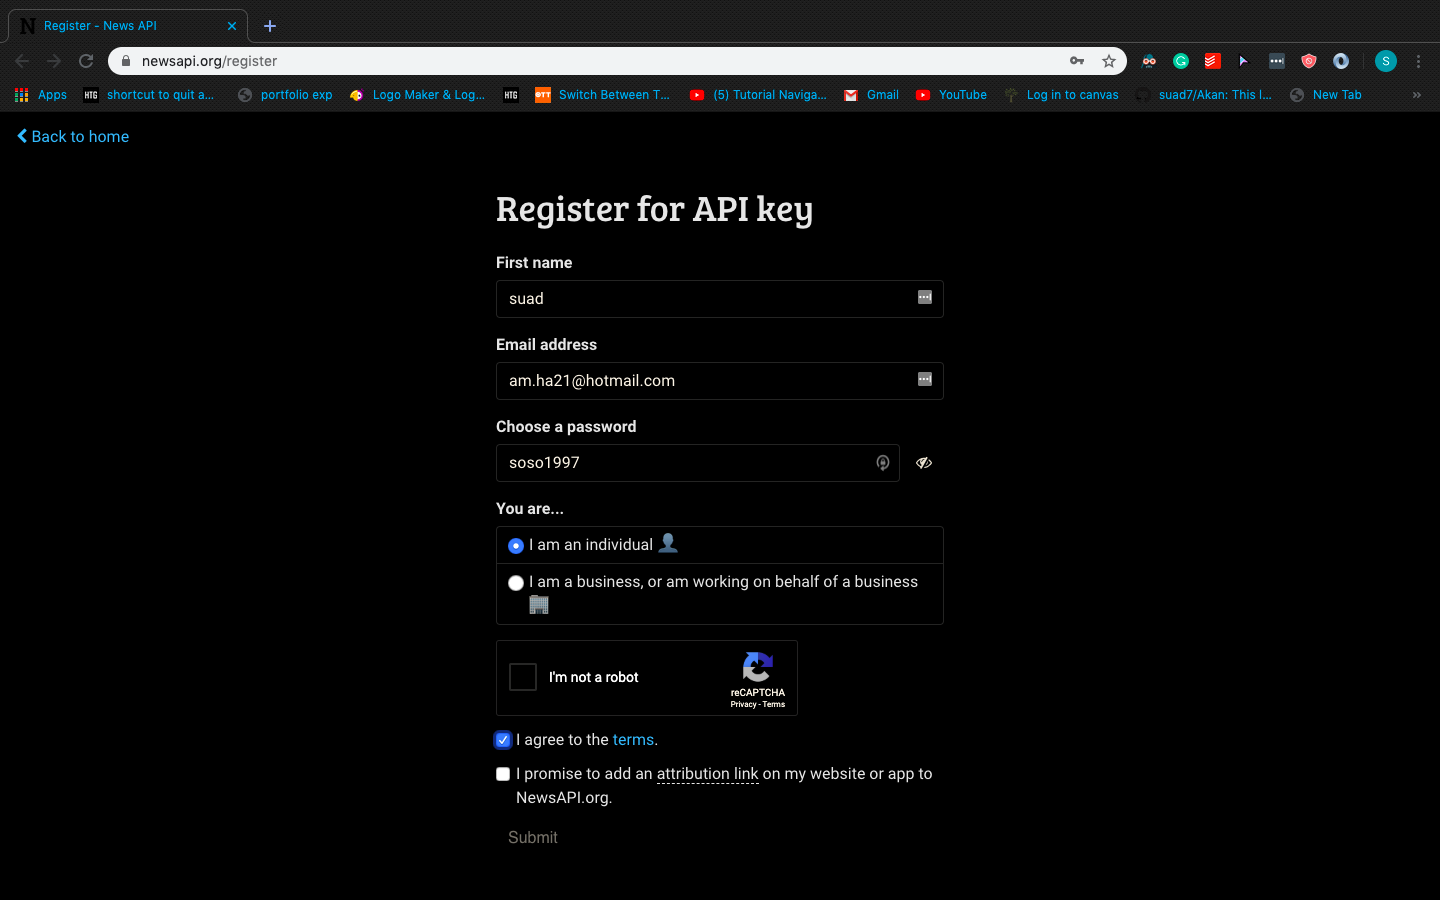 N Register - News API
newsapi.org/register
S
Apps
HTG shortcut to quit a...
portfolio exp
Logo Maker & Log...
HTG
OTT Switch Between T...
(5) Tutorial Naviga...
Gmail
YouTube
Log in to canvas
suad7/Akan: This I...
New Tab
»
Back to home
Register for API key
First name
suad
Email address
am.ha21@hotmail.com
Choose a password
soso1997
You are...
I am an individual
I am a business, or am working on behalf of a business
I'm not a robot
reCAPTCHA
Privacy - Terms
I agree to the terms.
I promise to add an attribution link on my website or app to
NewsAPI.org.
Submit